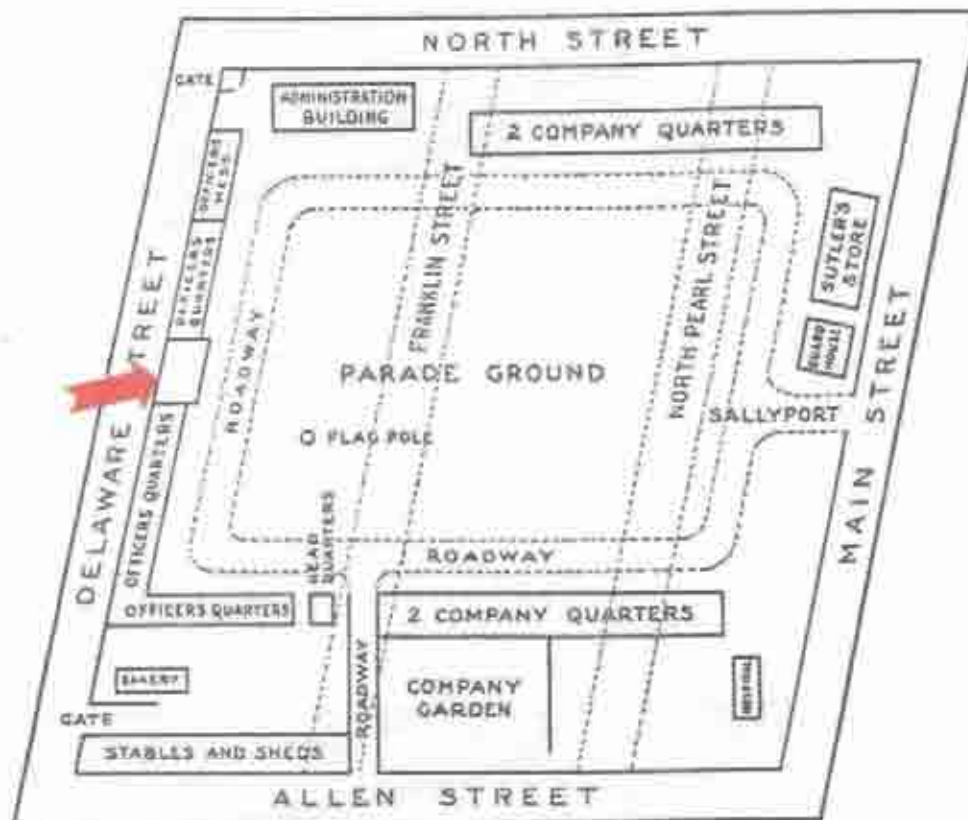 NORTH STREET
GATE
ADMINISTRATION
BUILDING
2 COMPANY QUARTERS
OFFICERS
MESS
OFFICERS
QUARTERS
DELAWARE STREET
ROADWAY
FRANKLIN STREET
NORTH PEARL STREET
SUTLER'S
STORE
GUARD
HOUSE
PARADE GROUND
SALLYPORT
FLAG POLE
MAIN STREET
OFFICERS QUARTERS
HEAD
QUARTERS
ROADWAY
OFFICERS QUARTERS
2 COMPANY QUARTERS
BAKERY
ROADWAY
COMPANY
GARDEN
HOSPITAL
GATE
STABLES AND SHEDS
ALLEN STREET